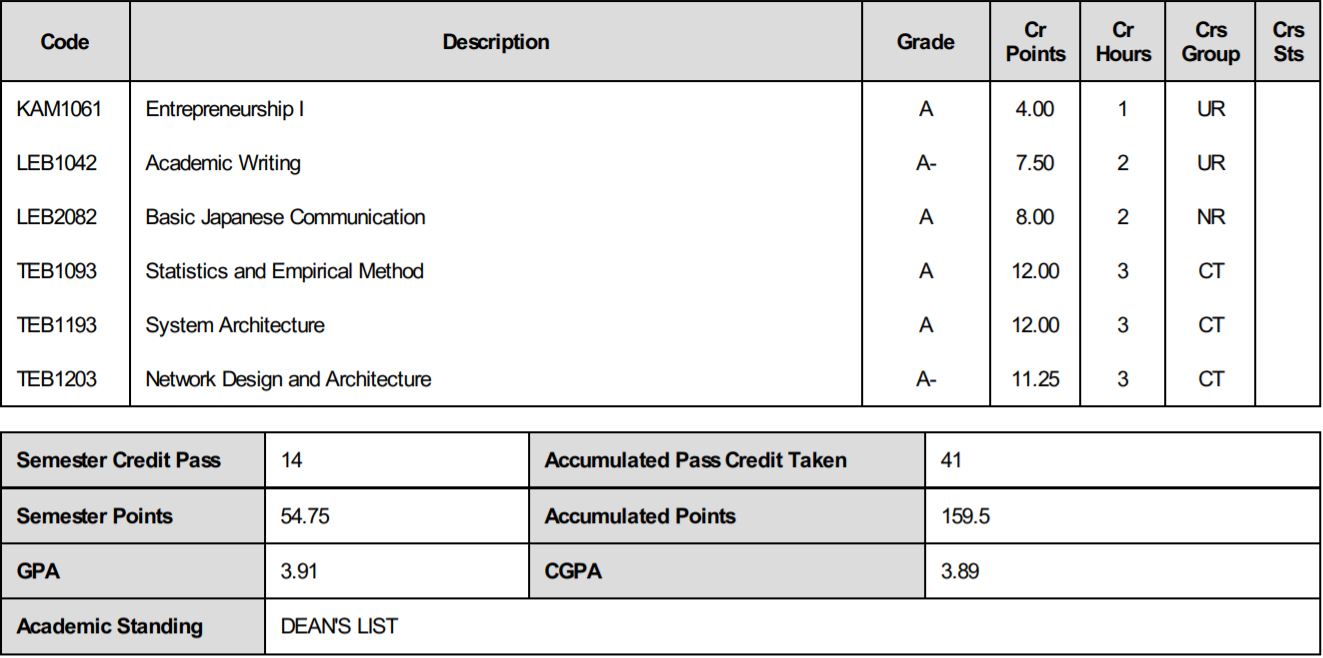 Code Description Grade Cr Points Cr Hours Crs Group Crs Sts
KAM1061 Entrepreneurship I A 4.00 1 UR
LEB1042 Academic Writing A- 7.50 2 UR
LEB2082 Basic Japanese Communication A 8.00 2 NR
TEB1093 Statistics and Empirical Method A 12.00 3 CT
TEB1193 System Architecture A 12.00 3 CT
TEB1203 Network Design and Architecture A- 11.25 3 CT
Semester Credit Pass 14 Accumulated Pass Credit Taken 41
Semester Points 54.75 Accumulated Points 159.5
GPA 3.91 CGPA 3.89
Academic Standing DEAN'S LIST